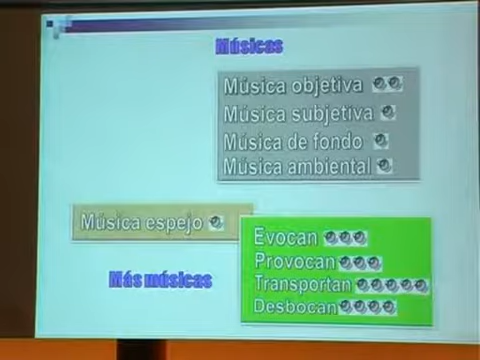 Músicas
Música objetiva
Música subjetiva
Música de fondo
Música ambiental
Música espejo
Evocan
Provocan
Transportan
Desbocan
Más músicas